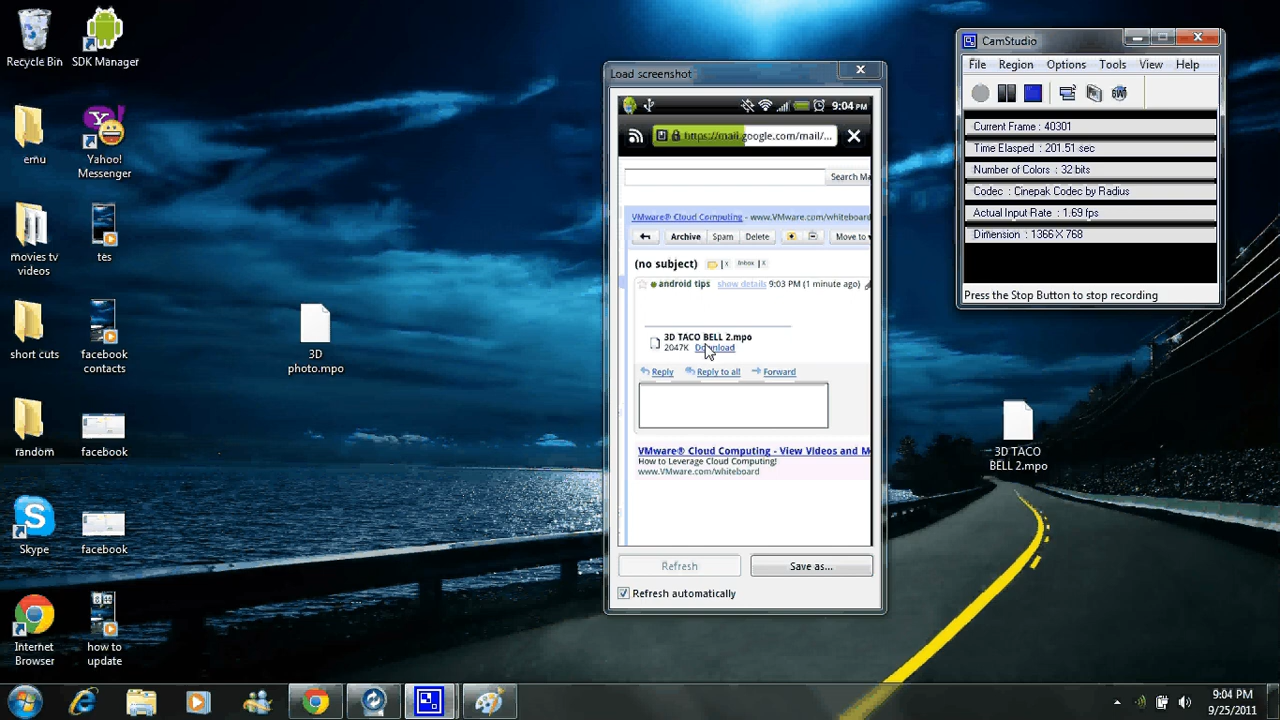 Recycle Bin
SDK Manager
emu
Yahoo!
Messenger
movies tv
videos
tes
short cuts
facebook
contacts
random
facebook
Skype
facebook
Internet
Browser
how to
update
3D
photo.mpo
Load screenshot
9:04 PM
https://mail.google.com/mail/...
Search Ma
VMware® Cloud Computing - www.VMware.com/whiteboard
Archive
Spam
Delete
Move to
(no subject)
Inbox
x
android tips
show details
9:03 PM (1 minute ago)
3D TACO BELL 2.mpo
2047K
Download
Reply
Reply to all
Forward
VMware® Cloud Computing - View Videos and M
How to Leverage Cloud Computing!
www.VMware.com/whiteboard
Refresh
Save as...
Refresh automatically
CamStudio
File Region Options Tools View Help
Current Frame : 40301
Time Elasped : 201.51 sec
Number of Colors : 32 bits
Codec : Cinepak Codec by Radius
Actual Input Rate : 1.69 fps
Dimension : 1366 X 768
Press the Stop Button to stop recording
3D TACO
BELL 2.mpo
9:04 PM
9/25/2011